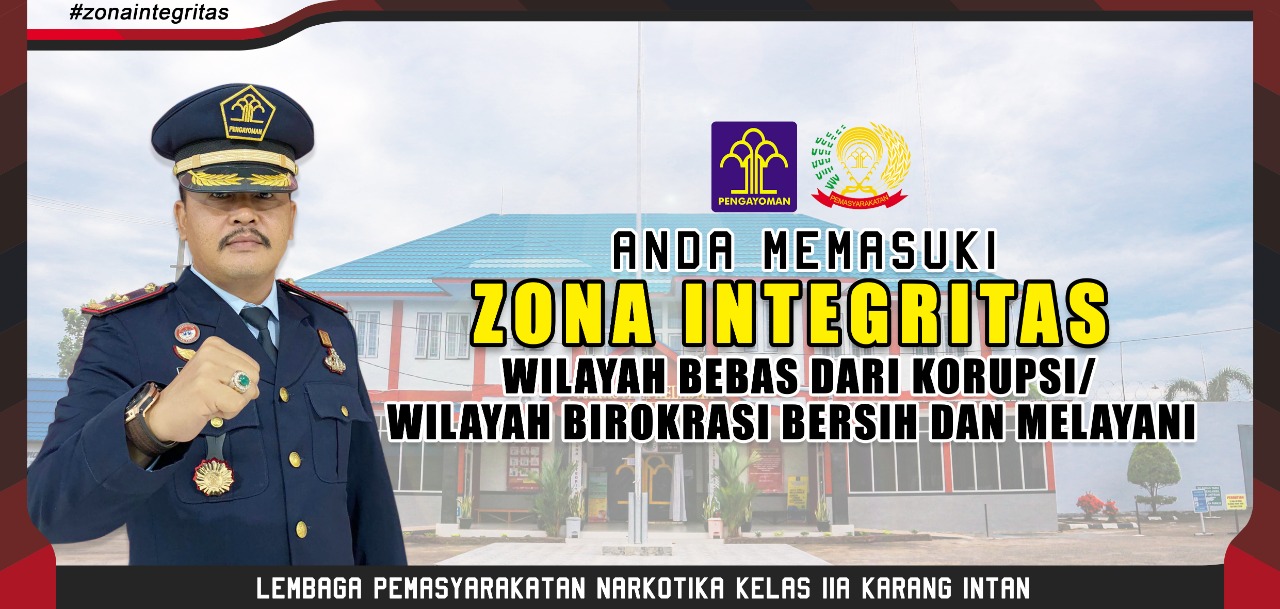 #zonaintegritas
PENGAYOMAN
PENGAYOMAN
PEMASYARAKATAN
ANDA MEMASUKI
ZONA INTEGRITAS
WILAYAH BEBAS DARI KORUPSI/
WILAYAH BIROKRASI BERSIH DAN MELAYANI
LEMBAGA PEMASYARAKATAN NARKOTIKA KELAS IIA KARANG INTAN